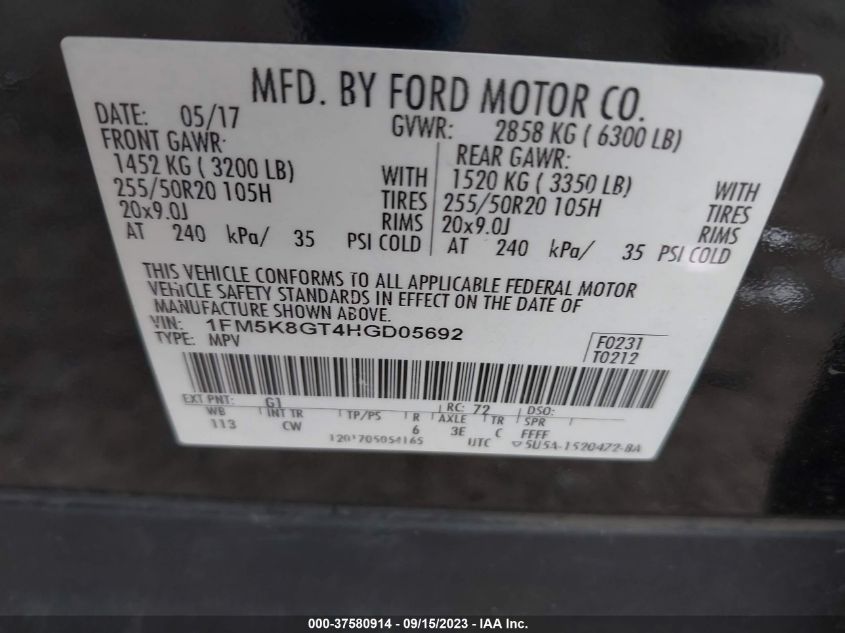 MFD. BY FORD MOTOR CO.
DATE: 05/17 GVWR: 2858 KG ( 6300 LB)
FRONT GAWR: REAR GAWR:
1452 KG ( 3200 LB) WITH 1520 KG ( 3350 LB) WITH
255/50R20 105H TIRES 255/50R20 105H TIRES
20x9.0J RIMS 20x9.0J RIMS
AT 240 kPa/ 35 PSI COLD AT 240 kPa/ 35 PSI COLD
THIS VEHICLE CONFORMS TO ALL APPLICABLE FEDERAL MOTOR
VEHICLE SAFETY STANDARDS IN EFFECT ON THE DATE OF
MANUFACTURE SHOWN ABOVE.
VIN: 1FM5K8GT4HGD05692 F0231
TYPE: MPV T0212
EXT PNT: G1 RC: 72 DSO:
WB INT TR TP/PS R AXLE TR SPR
113 CW 6 3E C FFFF
1201705054165 UTC 5U5A-1520472-BA
000-37580914 - 09/15/2023 - IAA Inc.